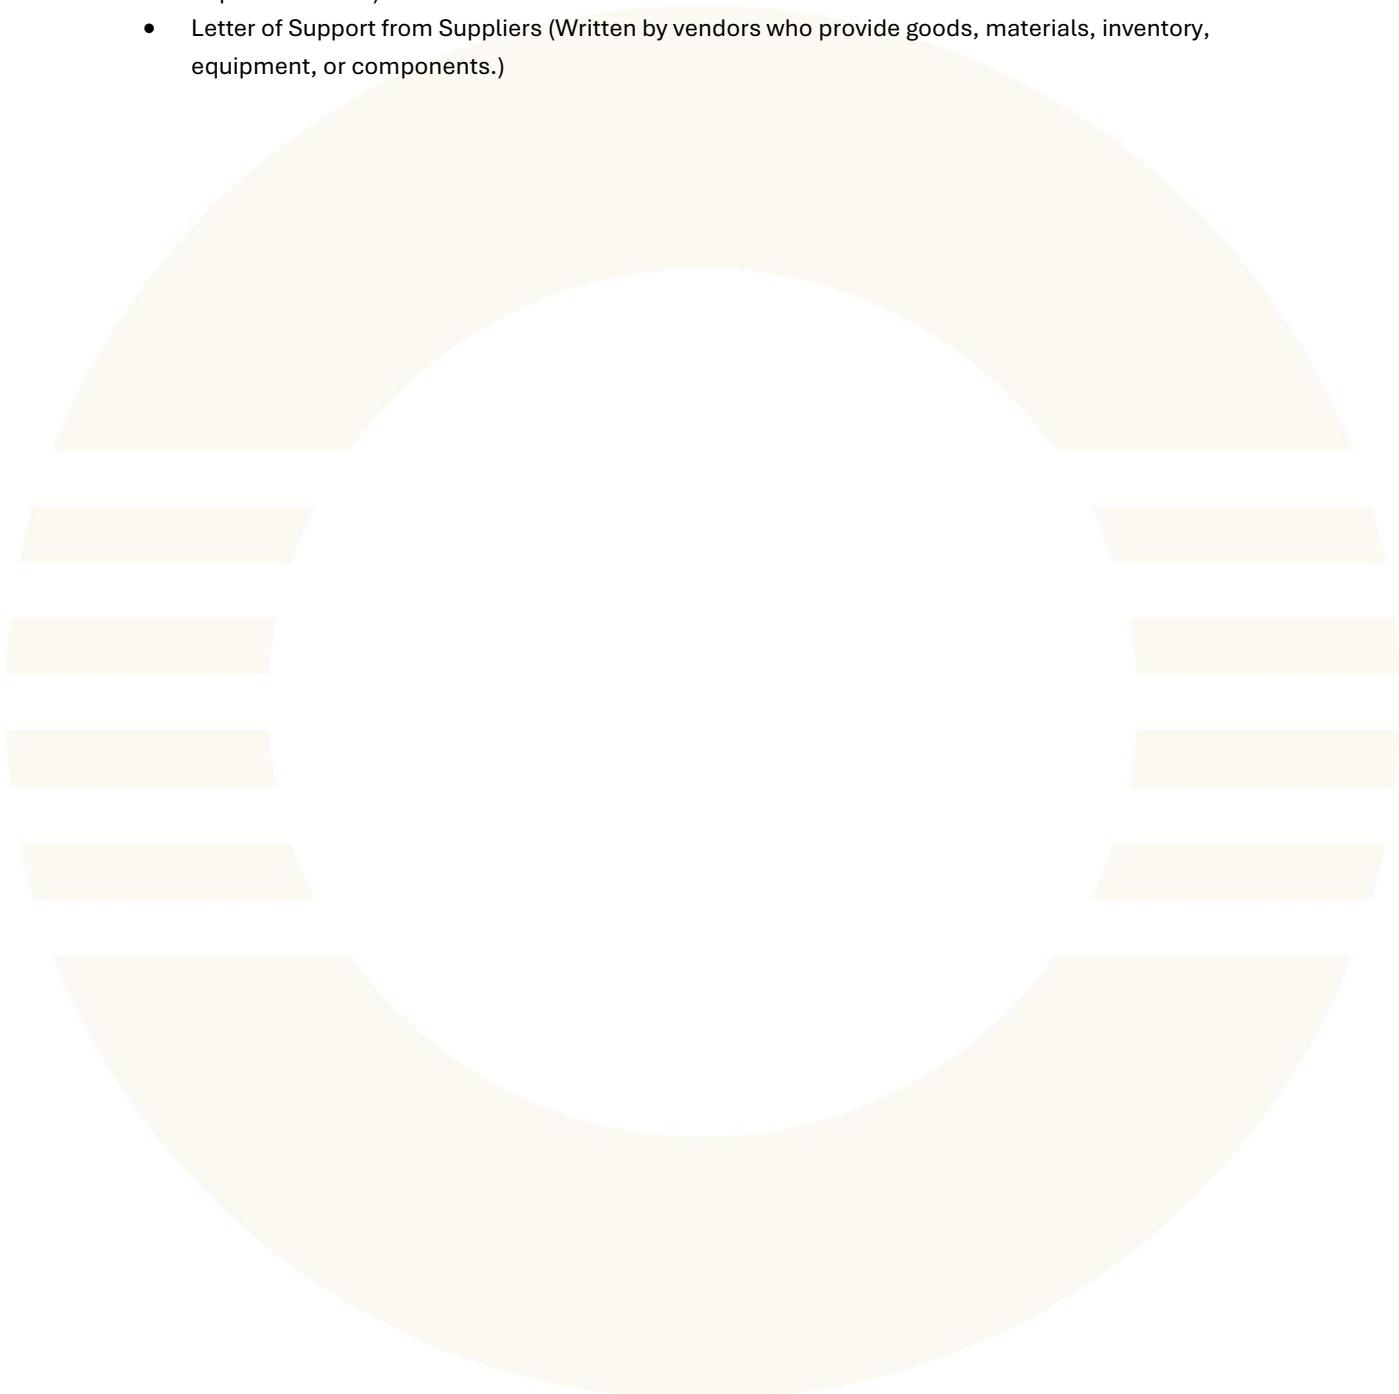 • Letter of Support from Suppliers (Written by vendors who provide goods, materials, inventory,
equipment, or components.)